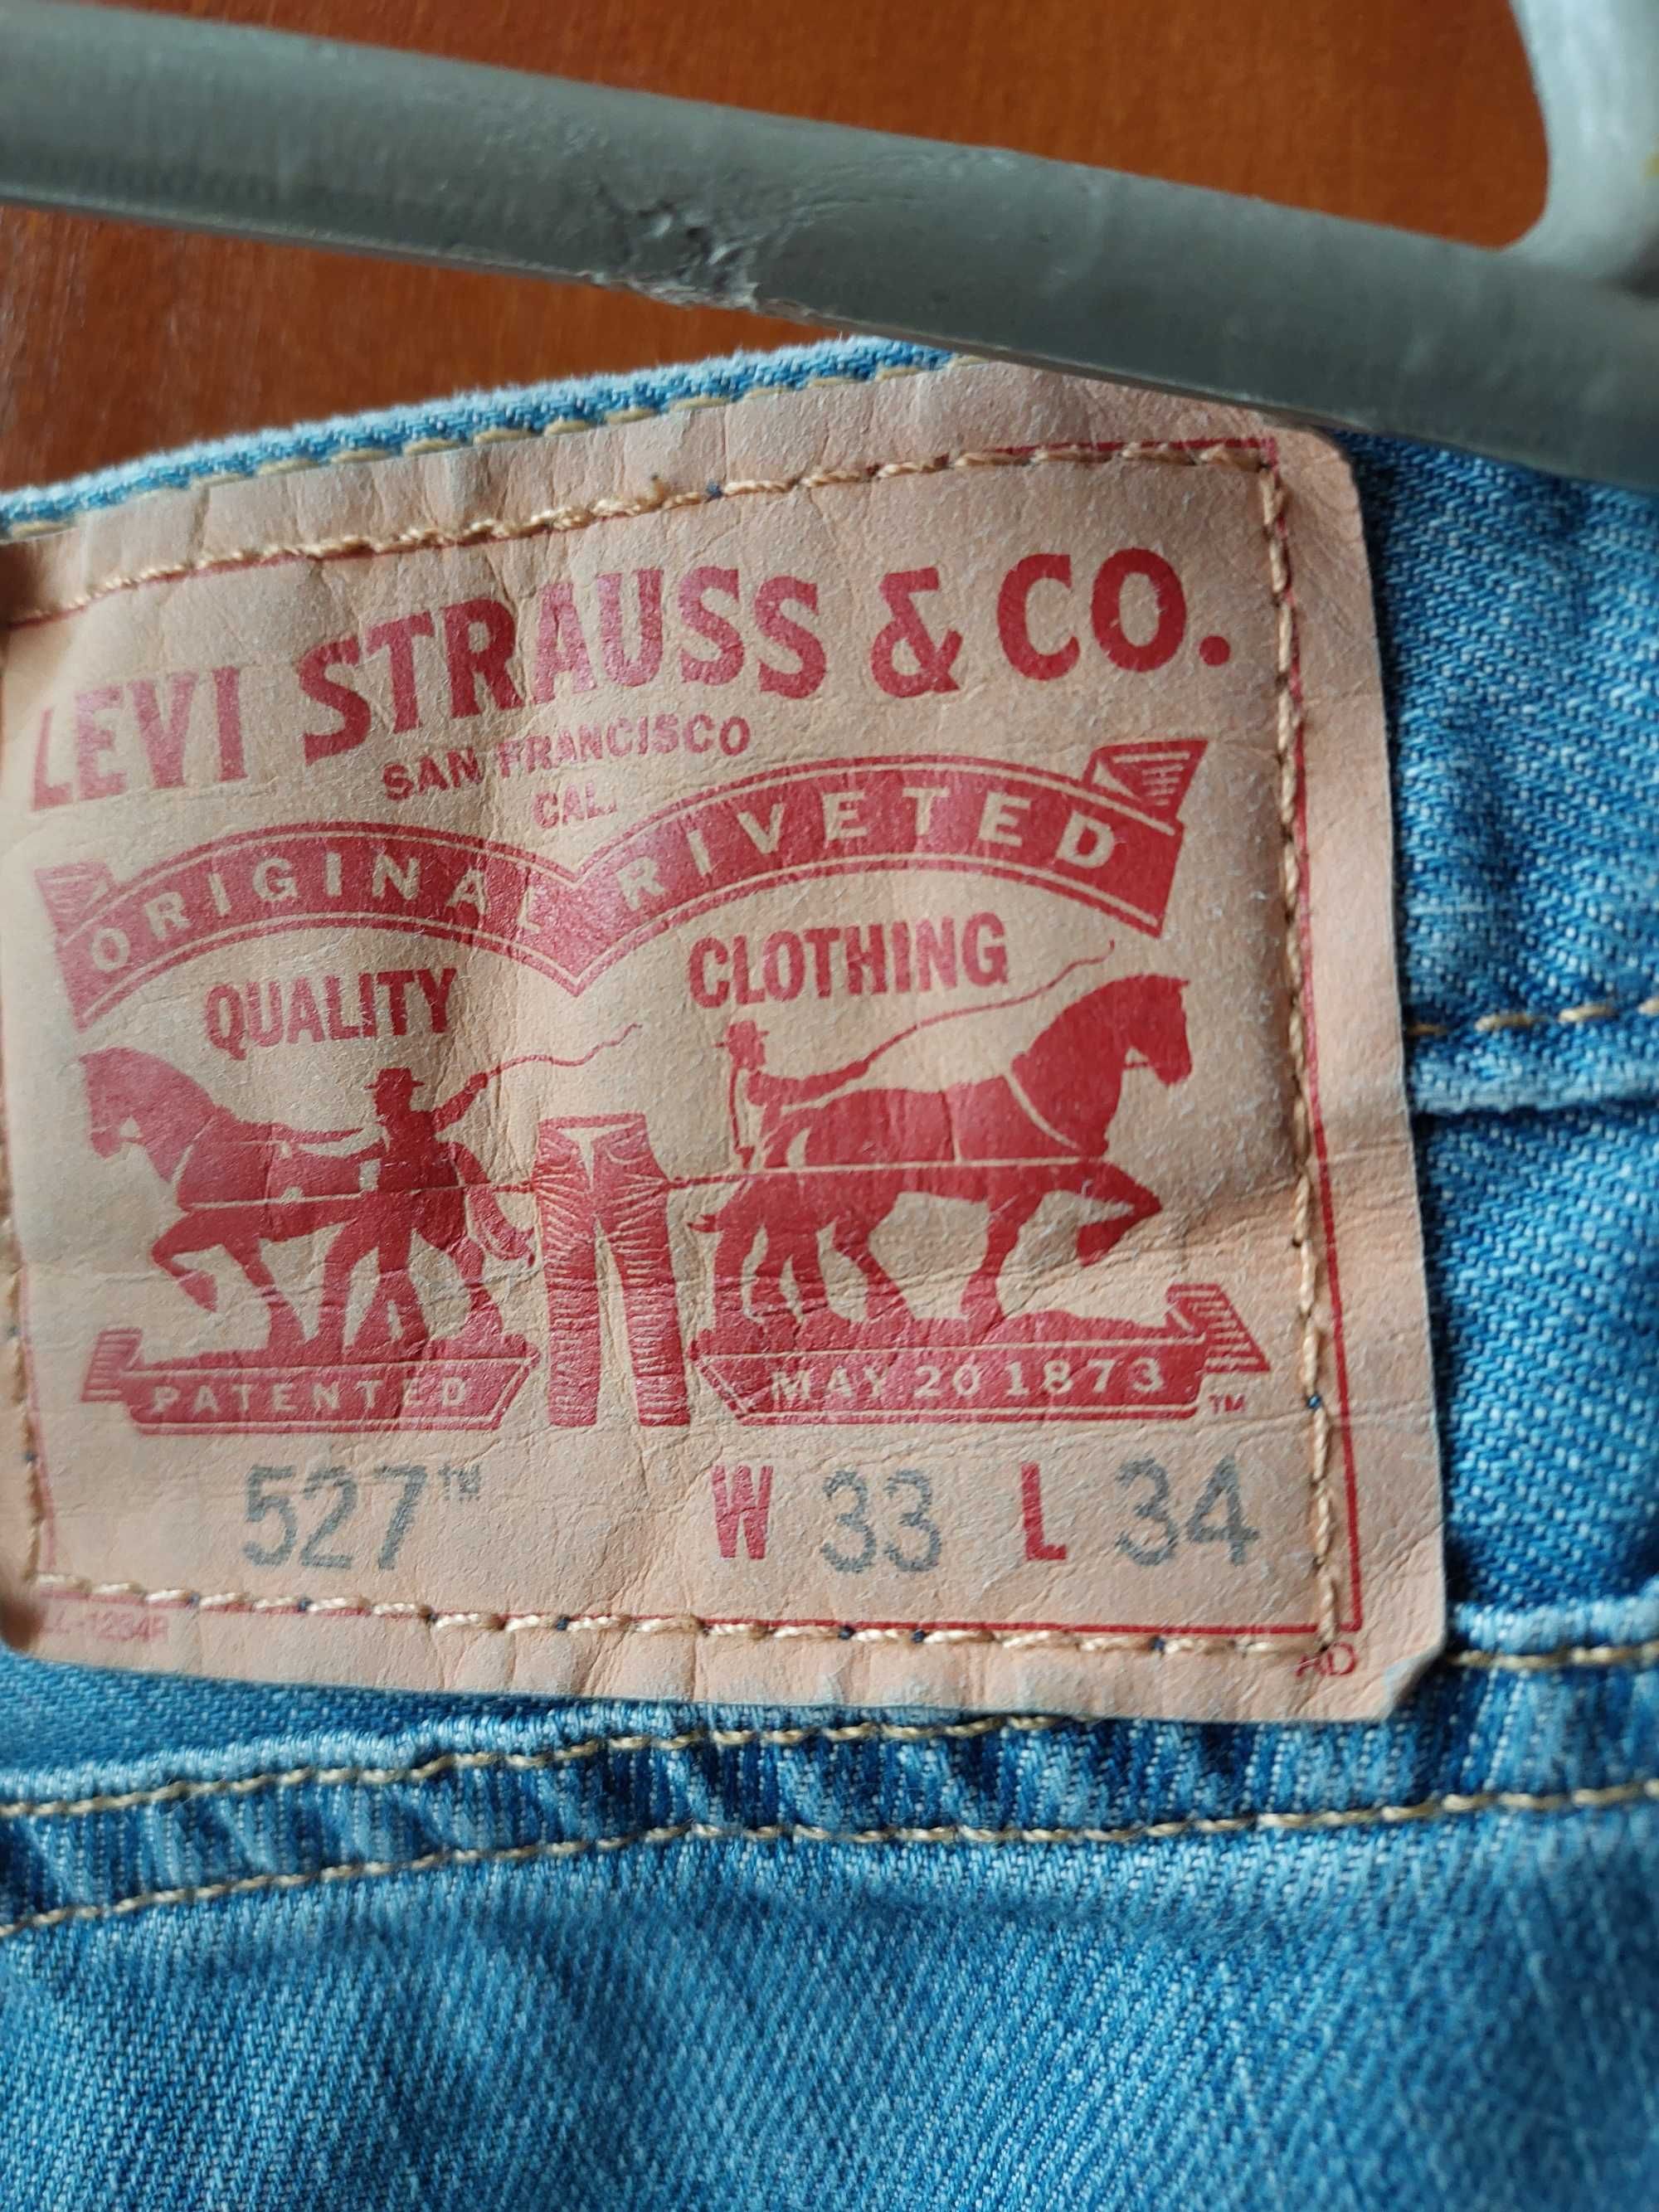 LEVI STRAUSS & CO.
SAN FRANCISCO
CAL.
ORIGINAL RIVETED
QUALITY CLOTHING
PATENTED MAY 20 1873 TM
527™ W 33 L 34